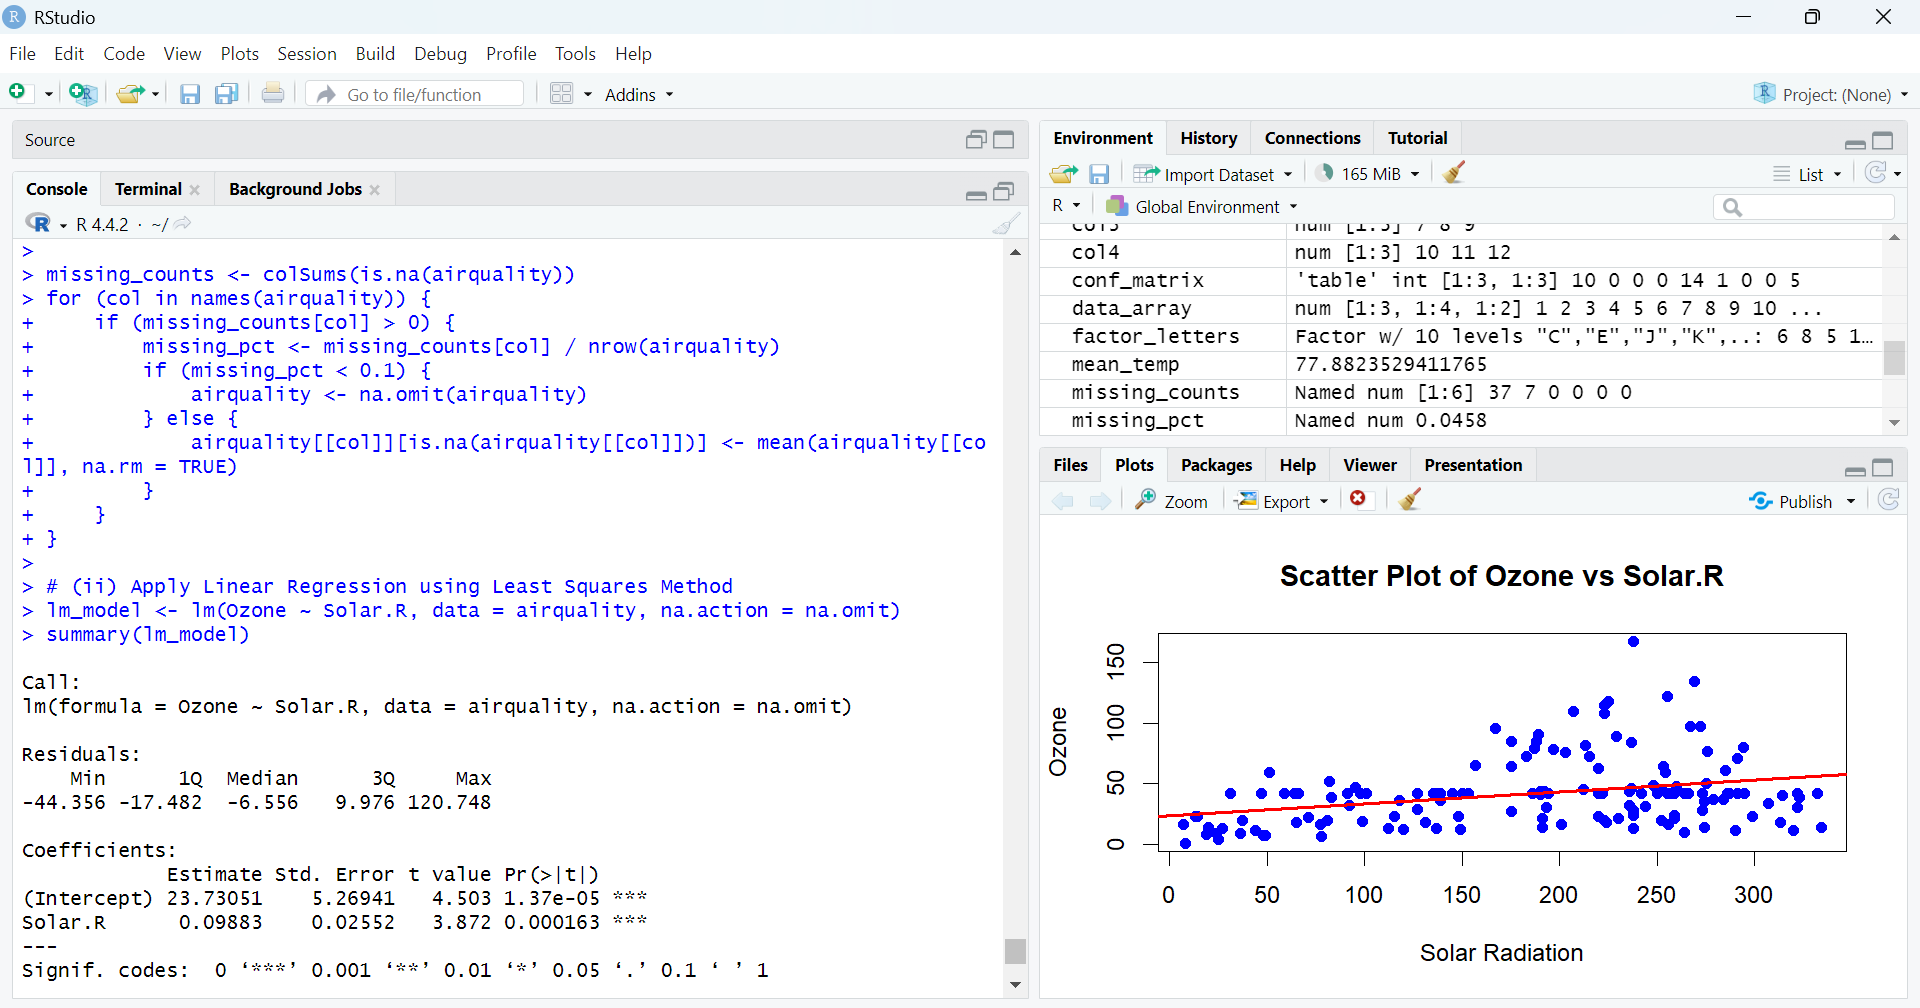 RStudio
File Edit Code View Plots Session Build Debug Profile Tools Help
Go to file/function Addins Project: (None)
Source
Console Terminal Background Jobs
R 4.4.2 · ~/
>
> missing_counts <- colSums(is.na(airquality))
> for (col in names(airquality)) {
+     if (missing_counts[col] > 0) {
+         missing_pct <- missing_counts[col] / nrow(airquality)
+         if (missing_pct < 0.1) {
+             airquality <- na.omit(airquality)
+         } else {
+             airquality[[col]][is.na(airquality[[col]])] <- mean(airquality[[co
l]], na.rm = TRUE)
+         }
+     }
+ }
>
> # (ii) Apply Linear Regression using Least Squares Method
> lm_model <- lm(Ozone ~ Solar.R, data = airquality, na.action = na.omit)
> summary(lm_model)
Call:
lm(formula = Ozone ~ Solar.R, data = airquality, na.action = na.omit)
Residuals:
    Min      1Q  Median      3Q     Max
-44.356 -17.482  -6.556   9.976 120.748
Coefficients:
            Estimate Std. Error t value Pr(>|t|)
(Intercept) 23.73051    5.26941   4.503 1.37e-05 ***
Solar.R      0.09883    0.02552   3.872 0.000163 ***
---
Signif. codes:  0 ‘***’ 0.001 ‘**’ 0.01 ‘*’ 0.05 ‘.’ 0.1 ‘ ’ 1
Environment History Connections Tutorial
Import Dataset 165 MiB List
R Global Environment
col3 num [1:3] 7 8 9
col4 num [1:3] 10 11 12
conf_matrix 'table' int [1:3, 1:3] 10 0 0 0 14 1 0 0 5
data_array num [1:3, 1:4, 1:2] 1 2 3 4 5 6 7 8 9 10 ...
factor_letters Factor w/ 10 levels "C","E","J","K",..: 6 8 5 1…
mean_temp 77.8823529411765
missing_counts Named num [1:6] 37 7 0 0 0 0
missing_pct Named num 0.0458
Files Plots Packages Help Viewer Presentation
Zoom Export Publish
Scatter Plot of Ozone vs Solar.R
Ozone
150
100
50
0
0 50 100 150 200 250 300
Solar Radiation